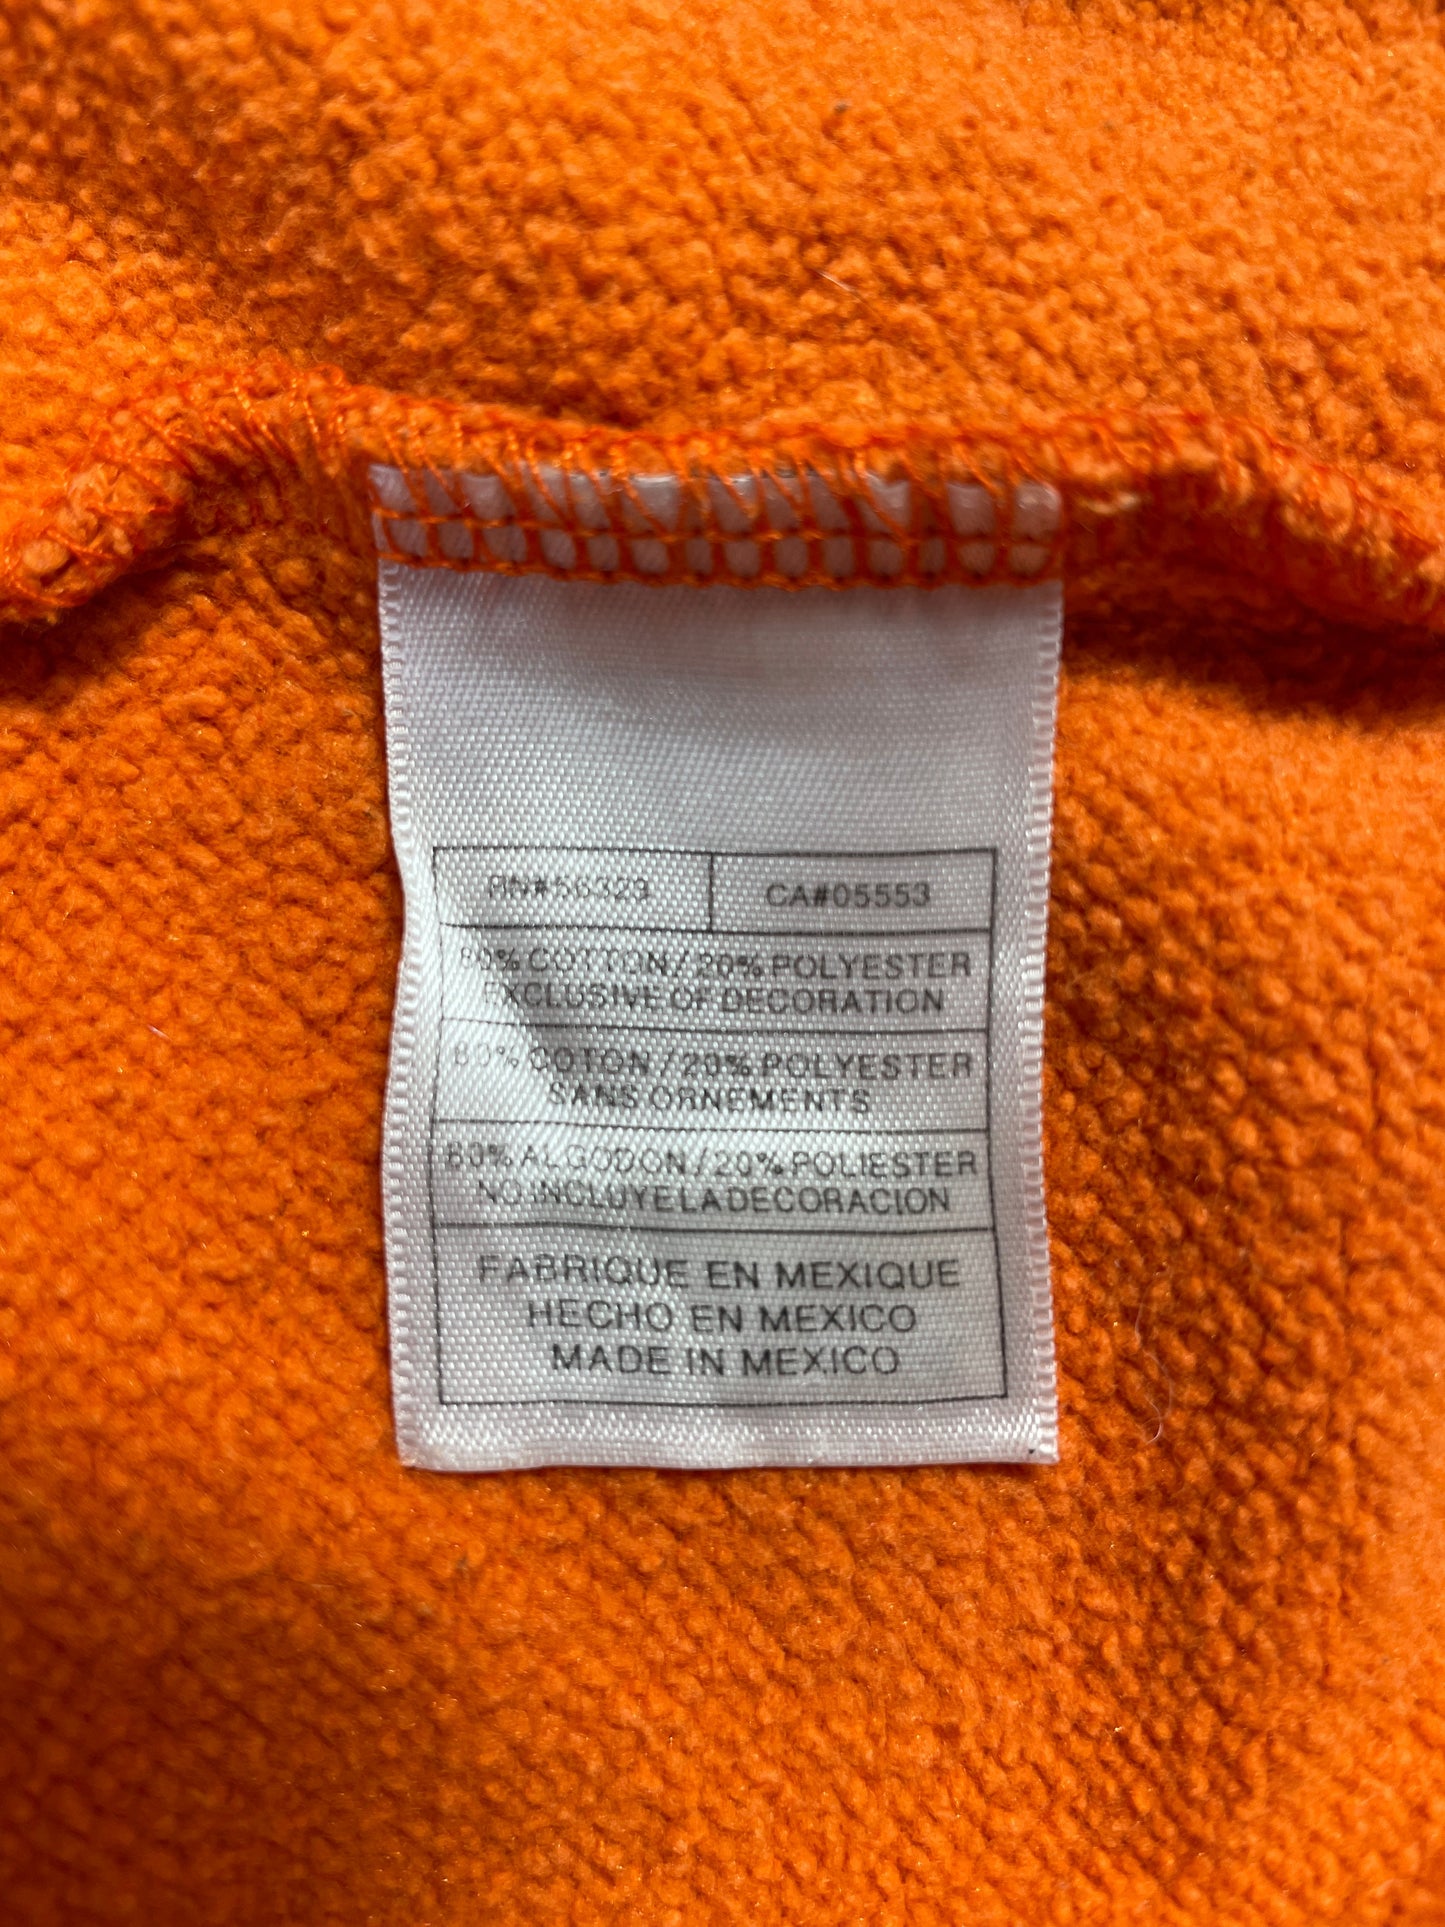 RN#56323
CA#05553
80% COTTON/20% POLYESTER
EXCLUSIVE OF DECORATION
80% COTON/20% POLYESTER
SANS ORNEMENTS
80% ALGODON/20% POLIESTER
NO INCLUYE LA DECORACION
FABRIQUE EN MEXIQUE
HECHO EN MEXICO
MADE IN MEXICO